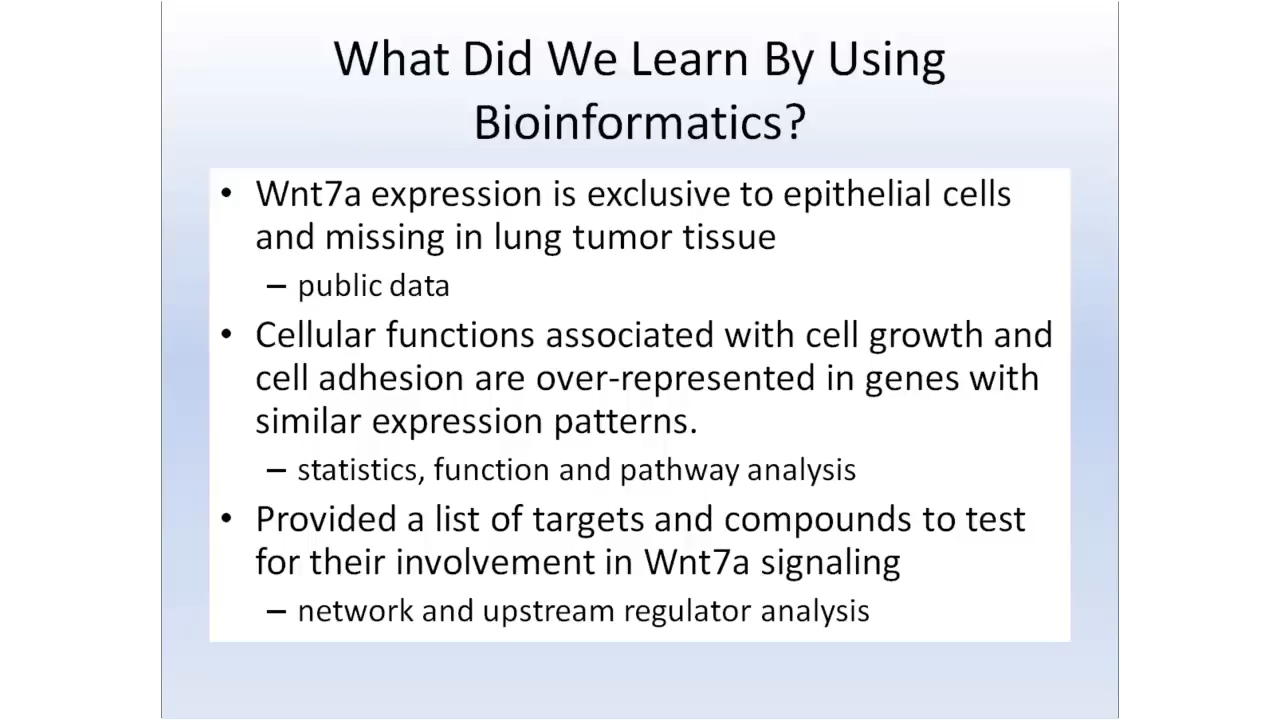 What Did We Learn By Using
Bioinformatics?
• Wnt7a expression is exclusive to epithelial cells
and missing in lung tumor tissue
– public data
• Cellular functions associated with cell growth and
cell adhesion are over-represented in genes with
similar expression patterns.
– statistics, function and pathway analysis
• Provided a list of targets and compounds to test
for their involvement in Wnt7a signaling
– network and upstream regulator analysis